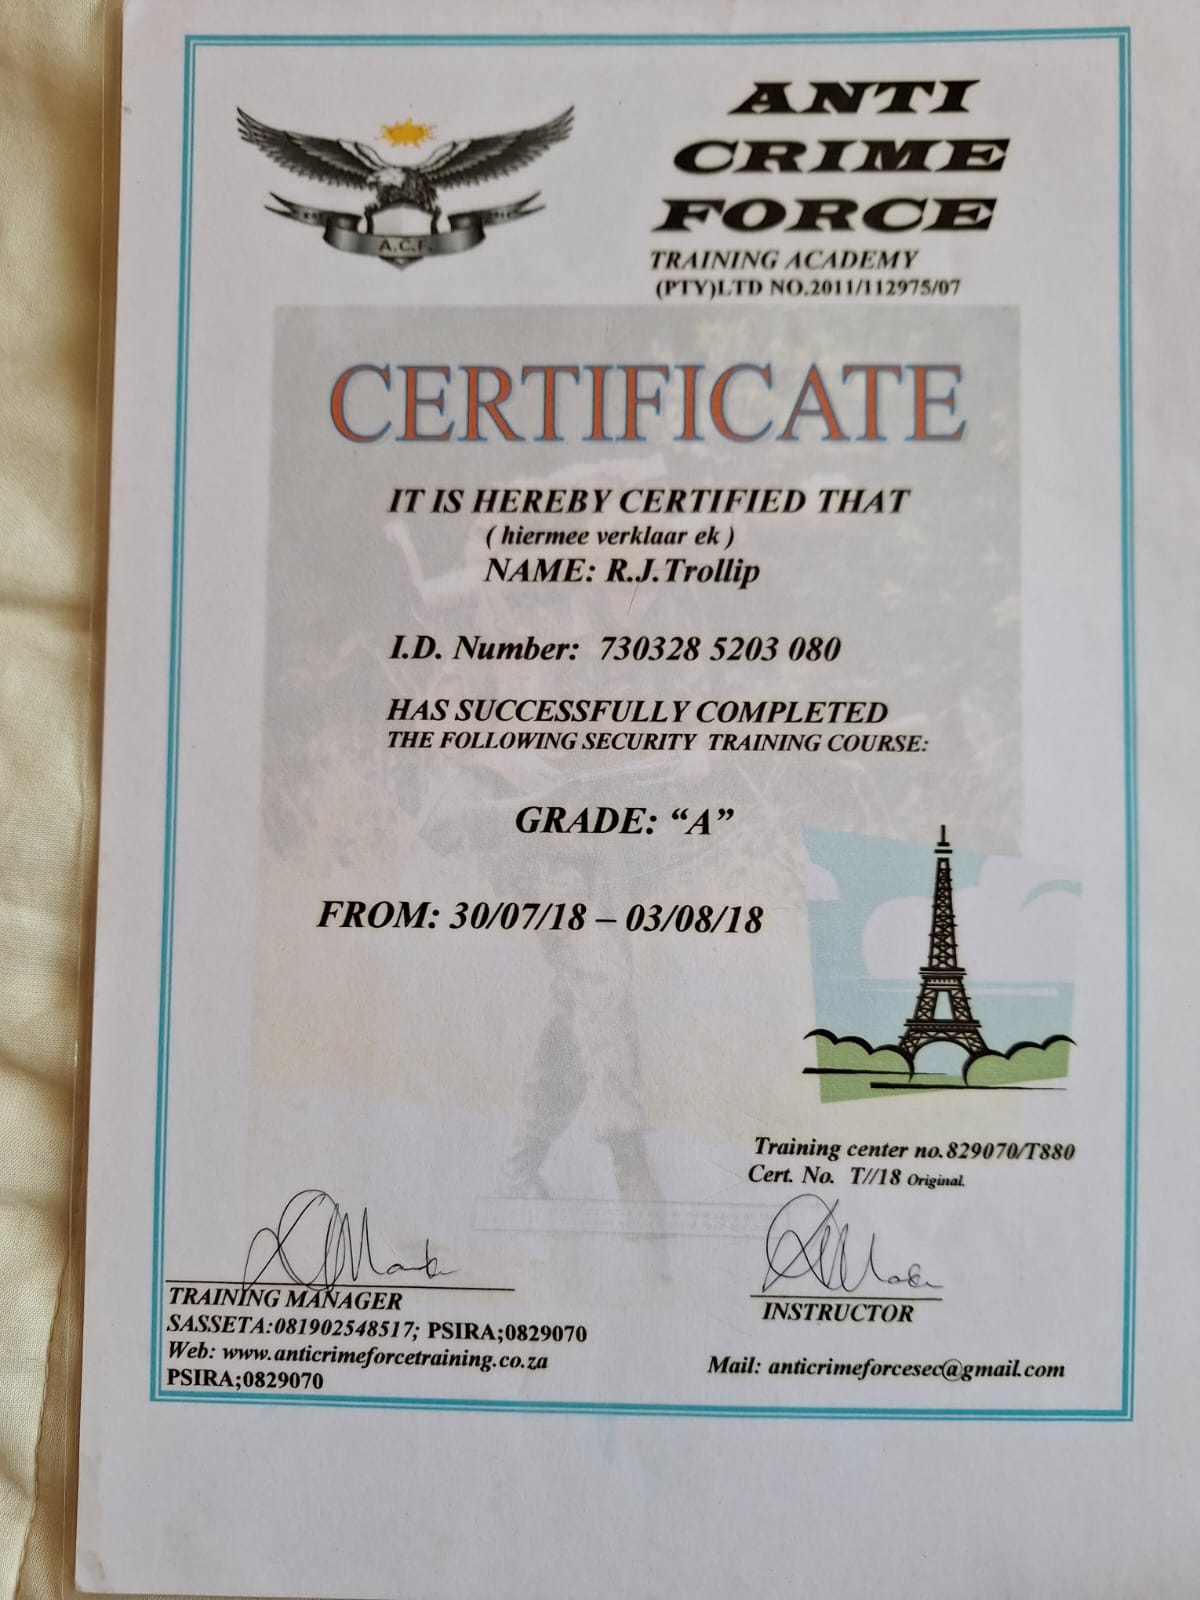 A.C.F.
ANTI
CRIME
FORCE
TRAINING ACADEMY
(PTY)LTD NO.2011/112975/07
CERTIFICATE
IT IS HEREBY CERTIFIED THAT
( hiermee verklaar ek )
NAME: R.J.Trollip
I.D. Number: 730328 5203 080
HAS SUCCESSFULLY COMPLETED
THE FOLLOWING SECURITY TRAINING COURSE:
GRADE: “A”
FROM: 30/07/18 – 03/08/18
Training center no.829070/T880
Cert. No. T//18 Original.
TRAINING MANAGER
SASSETA:081902548517; PSIRA;0829070
Web: www.anticrimeforcetraining.co.za
PSIRA;0829070
INSTRUCTOR
Mail: anticrimeforcesec@gmail.com